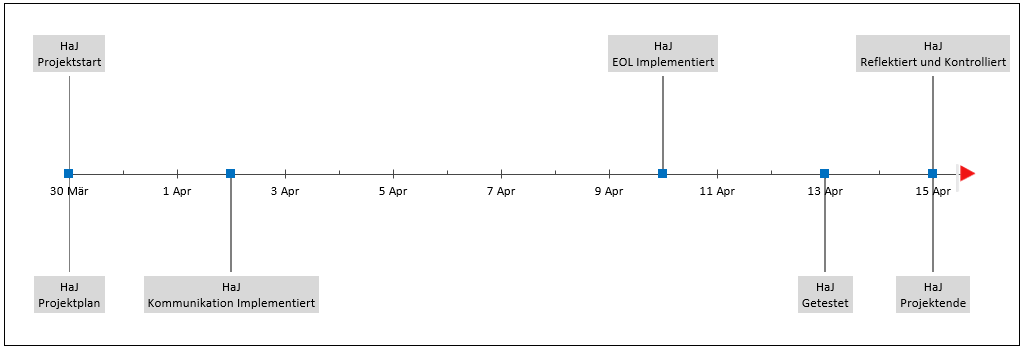 HaJ
Projektstart
HaJ
EOL Implementiert
HaJ
Reflektiert und Kontrolliert
30 Mär
1 Apr
3 Apr
5 Apr
7 Apr
9 Apr
11 Apr
13 Apr
15 Apr
HaJ
Projektplan
HaJ
Kommunikation Implementiert
HaJ
Getestet
HaJ
Projektende